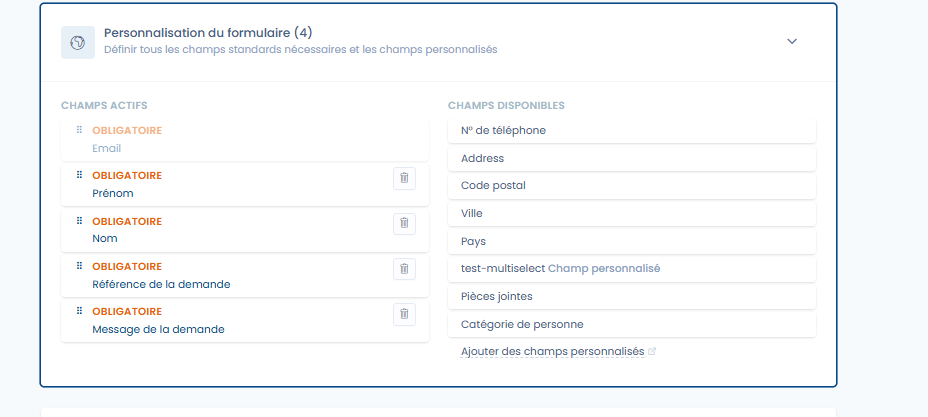 Personnalisation du formulaire (4)
Définir tous les champs standards nécessaires et les champs personnalisés
CHAMPS ACTIFS
OBLIGATOIRE
Email
OBLIGATOIRE
Prénom
OBLIGATOIRE
Nom
OBLIGATOIRE
Référence de la demande
OBLIGATOIRE
Message de la demande
CHAMPS DISPONIBLES
N° de téléphone
Address
Code postal
Ville
Pays
test-multiselect Champ personnalisé
Pièces jointes
Catégorie de personne
Ajouter des champs personnalisés